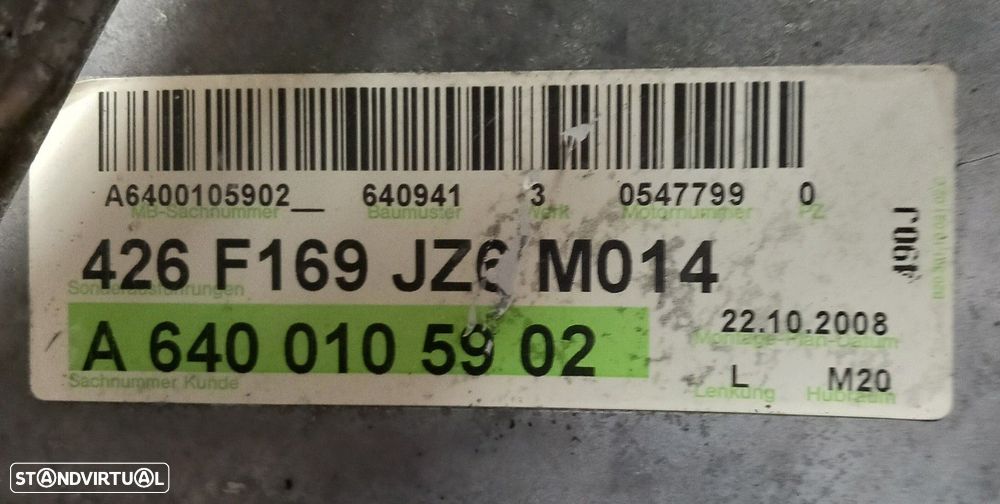 A6400105902__ 640941 3 0547799 0
MB-Sachnummer Baumuster Werk Motornummer PZ
426 F169 JZ6 M014
Sonderausführungen
A 640 010 59 02
Sachnummer Kunde
22.10.2008
Montage-Plan-Datum
L M20
Lenkung Hubraum
STANDVIRTUAL